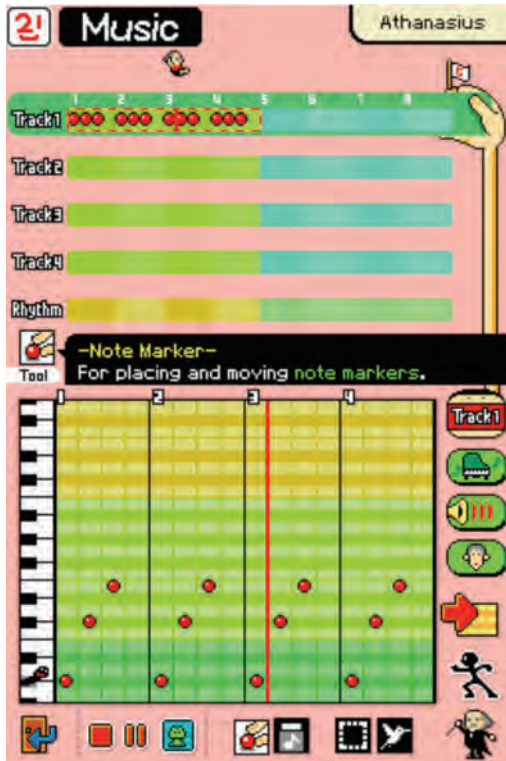 21
Music
Athanasius
1 2 3 4 5 6 7 8
Track1
Track2
Track3
Track4
Rhythm
-Note Marker-
For placing and moving note markers.
Tool
1 2 3 4
Track1